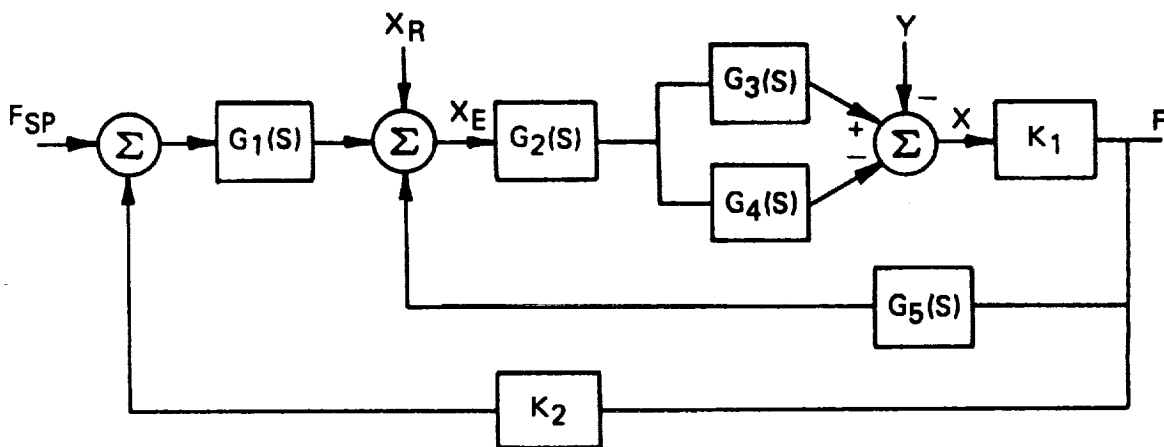 X_R
Y
F_SP
Σ
G_1(S)
Σ
X_E
G_2(S)
G_3(S)
G_4(S)
+
−
−
Σ
X
K_1
F
G_5(S)
K_2